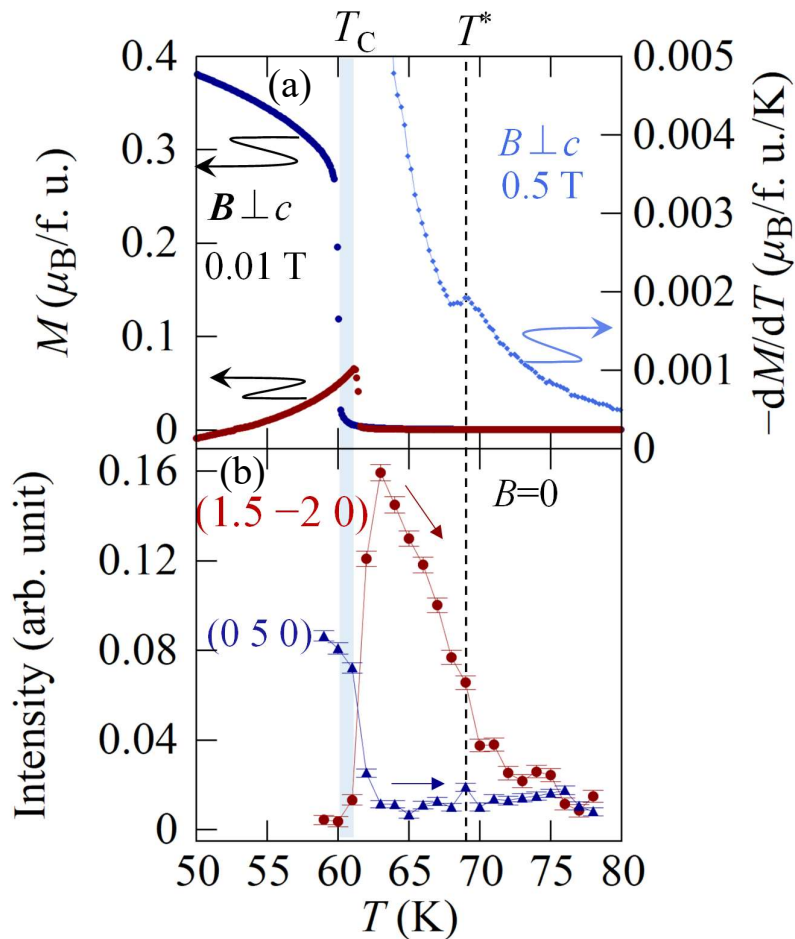 T_C T*
0.4 0.005
(a)
0.3 0.004
B⊥c
0.5 T
B⊥c
0.003
0.2
0.01 T
0.002
0.1
0.001
0 0
M (μ_B/f. u.)
−dM/dT (μ_B/f. u./K)
0.16 (b) B=0
(1.5 −2 0)
0.12
0.08 (0 5 0)
0.04
0
Intensity (arb. unit)
50 55 60 65 70 75 80
T (K)